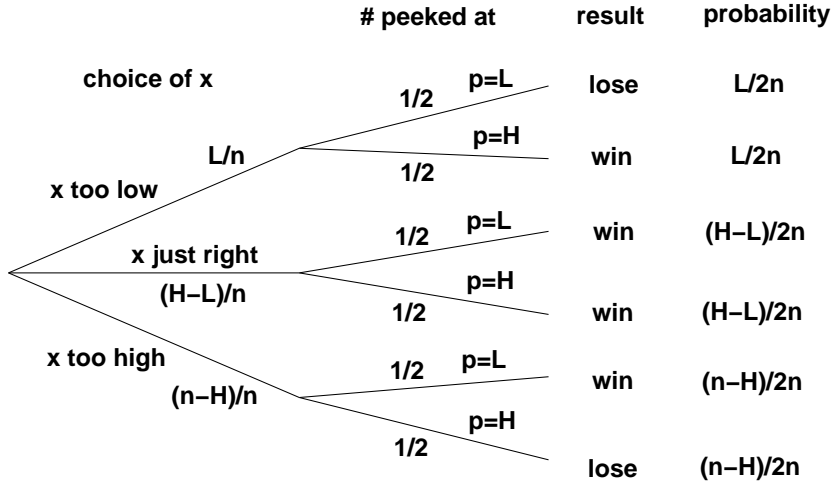 # peeked at result probability
choice of x
1/2 p=L lose L/2n
L/n
p=H
1/2 win L/2n
x too low
1/2 p=L win (H−L)/2n
x just right
(H−L)/n
p=H
1/2 win (H−L)/2n
x too high
1/2 p=L win (n−H)/2n
(n−H)/n
p=H
1/2
lose (n−H)/2n